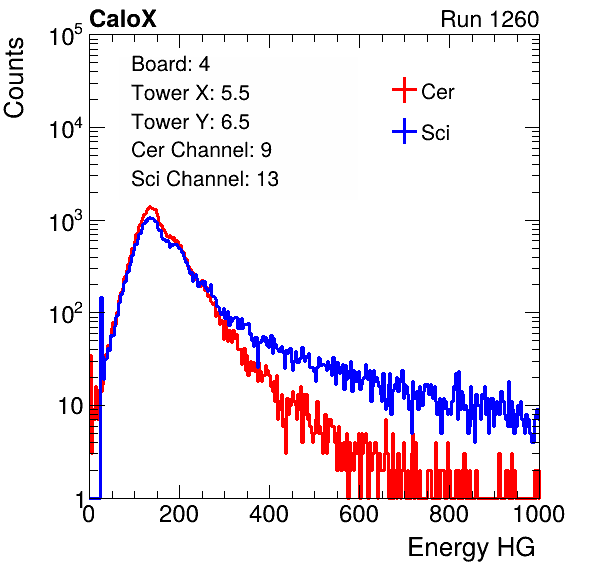 CaloX Run 1260
Counts
10^5
10^4
10^3
10^2
10
1
Board: 4
Tower X: 5.5
Tower Y: 6.5
Cer Channel: 9
Sci Channel: 13
Cer
Sci
0 200 400 600 800 1000
Energy HG